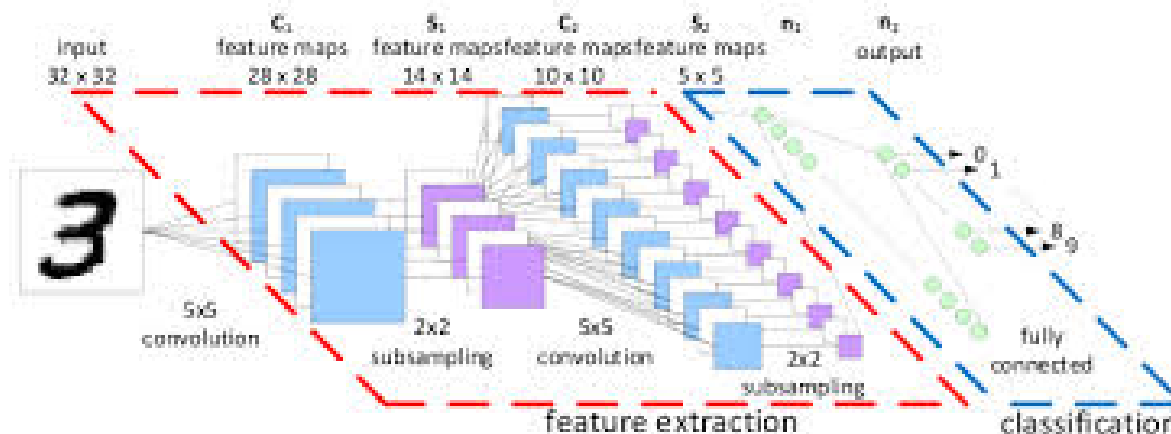 C₁ S₁ C₂ S₂ n₁ n₂
input feature maps feature maps feature maps feature maps output
32 x 32 28 x 28 14 x 14 10 x 10 5 x 5
3
0
1
8
9
5x5
convolution
2x2
subsampling
5x5
convolution
2x2
subsampling
fully
connected
feature extraction
classification